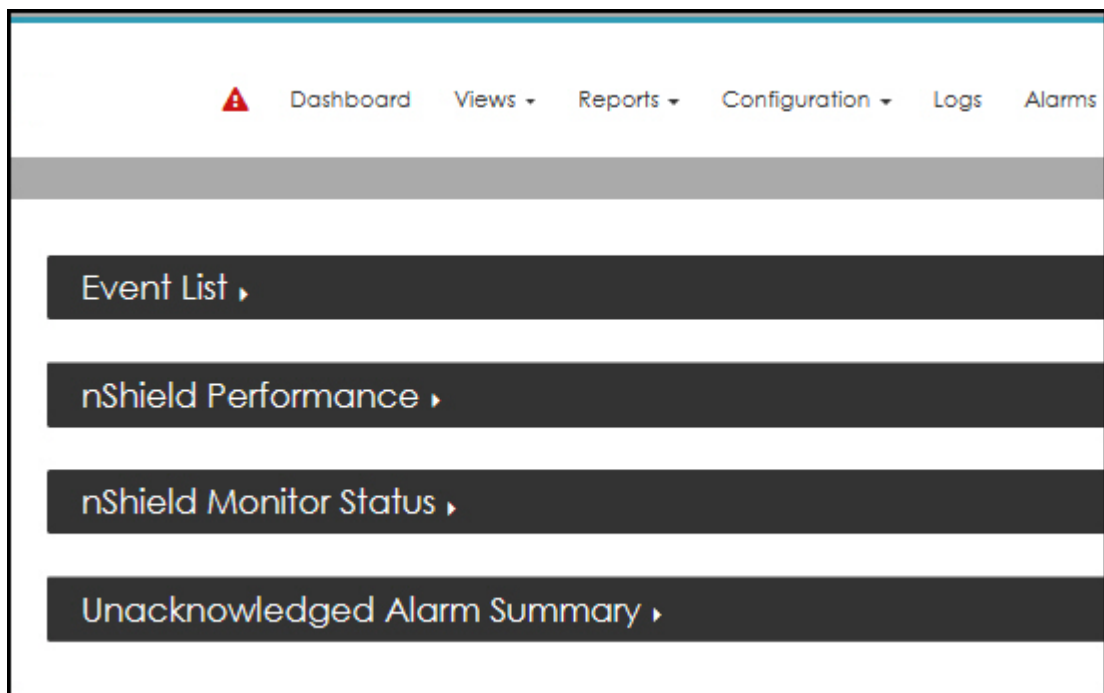 Dashboard Views Reports Configuration Logs Alarms
Event List
nShield Performance
nShield Monitor Status
Unacknowledged Alarm Summary